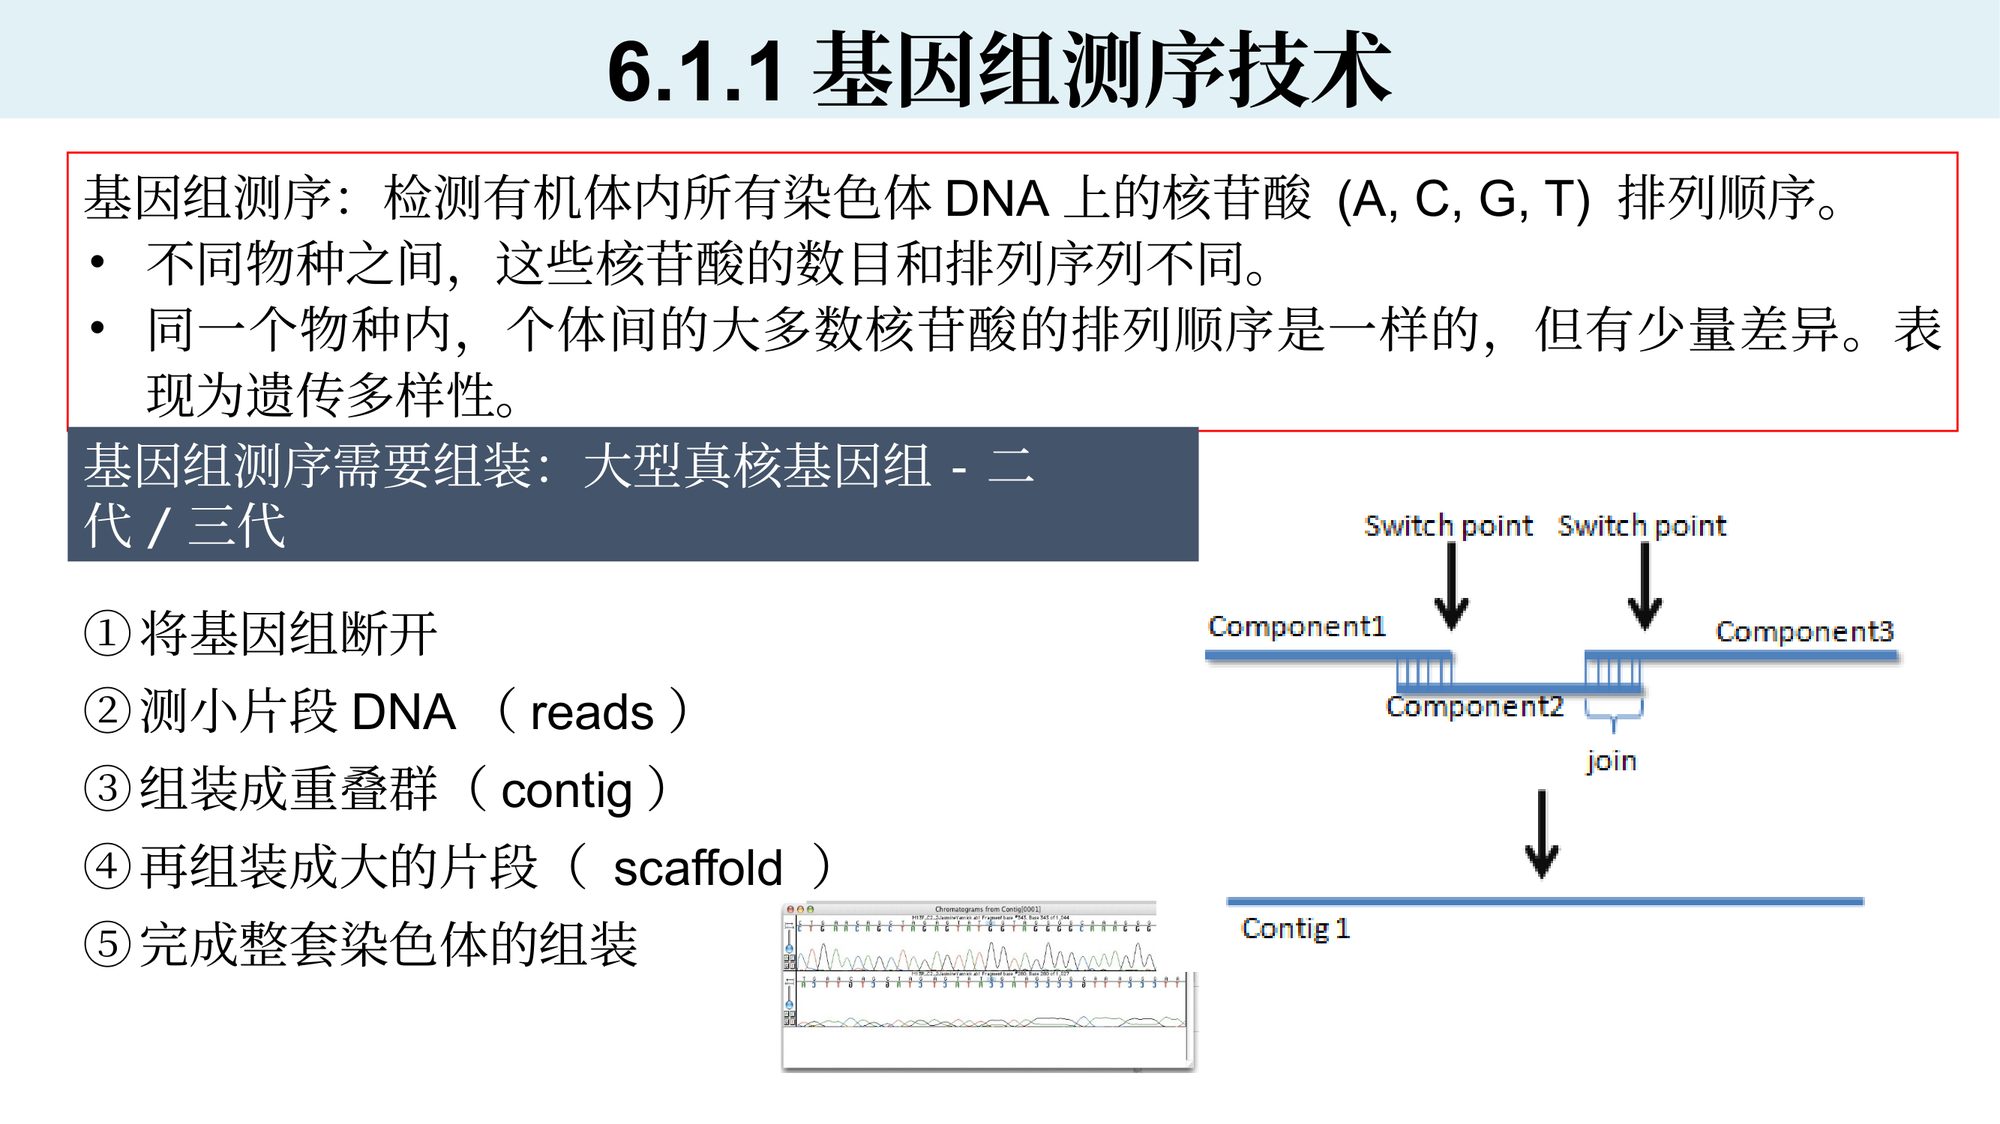 6.1.1 基因组测序技术
基因组测序：检测有机体内所有染色体 DNA 上的核苷酸 (A, C, G, T) 排列顺序。
• 不同物种之间，这些核苷酸的数目和排列序列不同。
• 同一个物种内，个体间的大多数核苷酸的排列顺序是一样的，但有少量差异。表
现为遗传多样性。
基因组测序需要组装：大型真核基因组 - 二
代 / 三代
①将基因组断开
②测小片段 DNA （ reads ）
③组装成重叠群（ contig ）
④再组装成大的片段（ scaffold ）
⑤完成整套染色体的组装
Switch point Switch point
Component1
Component3
Component2
join
Contig 1
Chromatograms from Contig[0001]